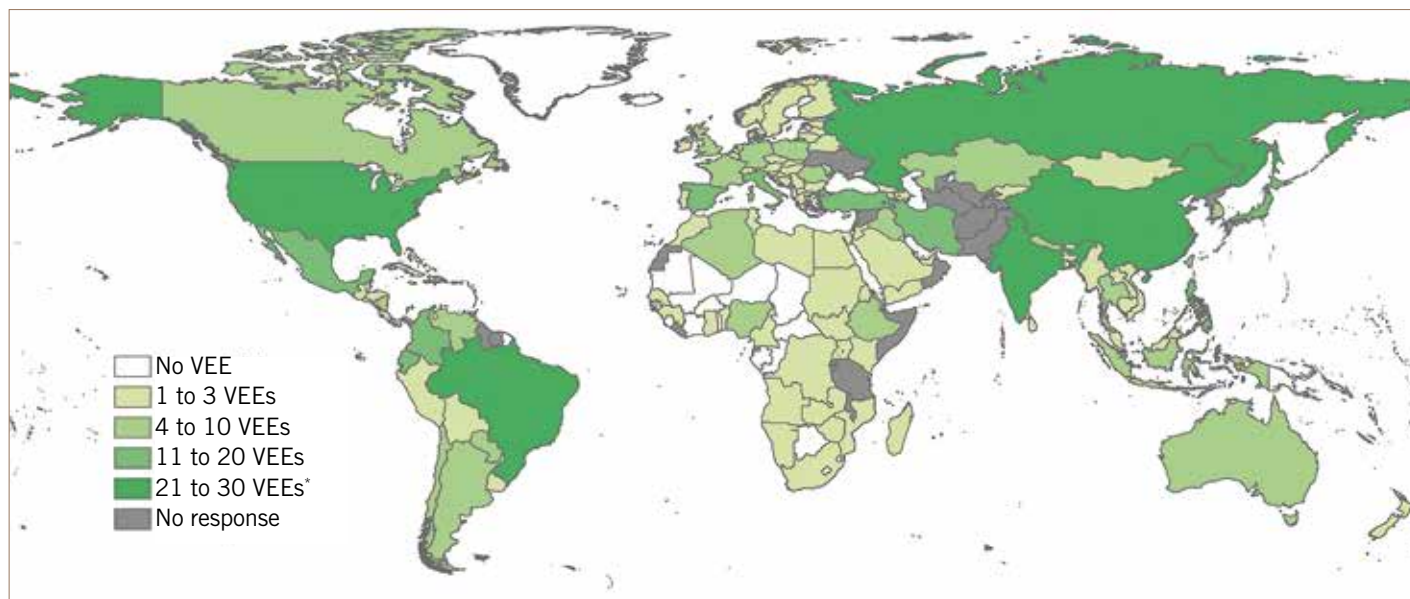 No VEE
1 to 3 VEEs
4 to 10 VEEs
11 to 20 VEEs
21 to 30 VEEs*
No response